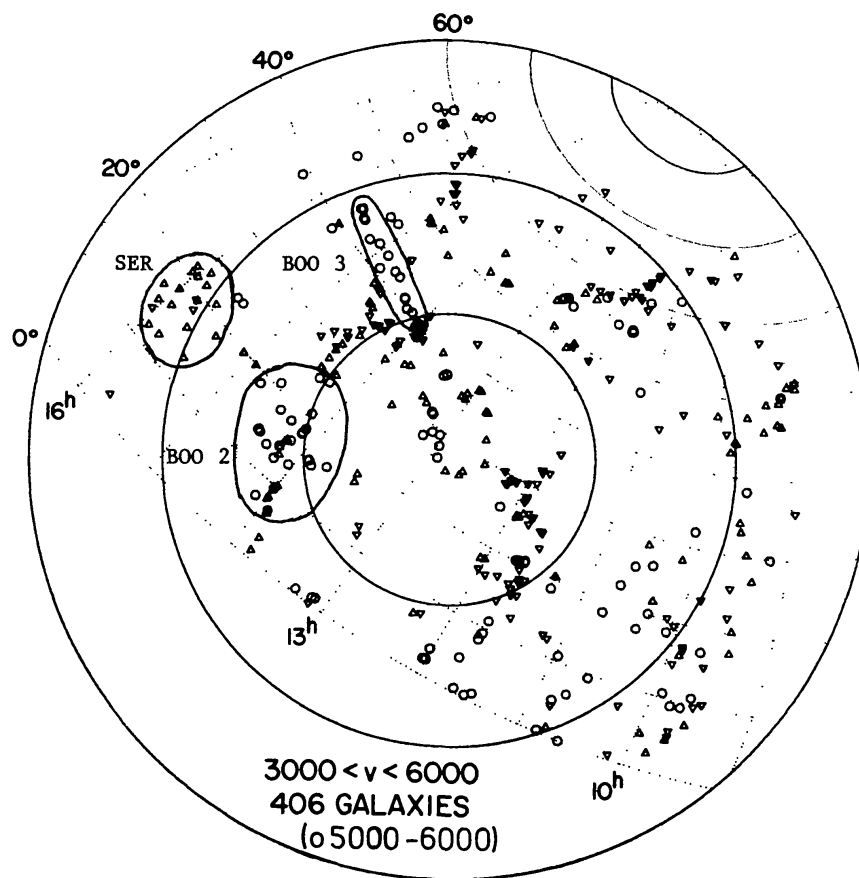 60°
40°
20°
SER
BOO 3
0°
16h
BOO 2
13h
10h
3000 < v < 6000
406 GALAXIES
(o 5000 - 6000)